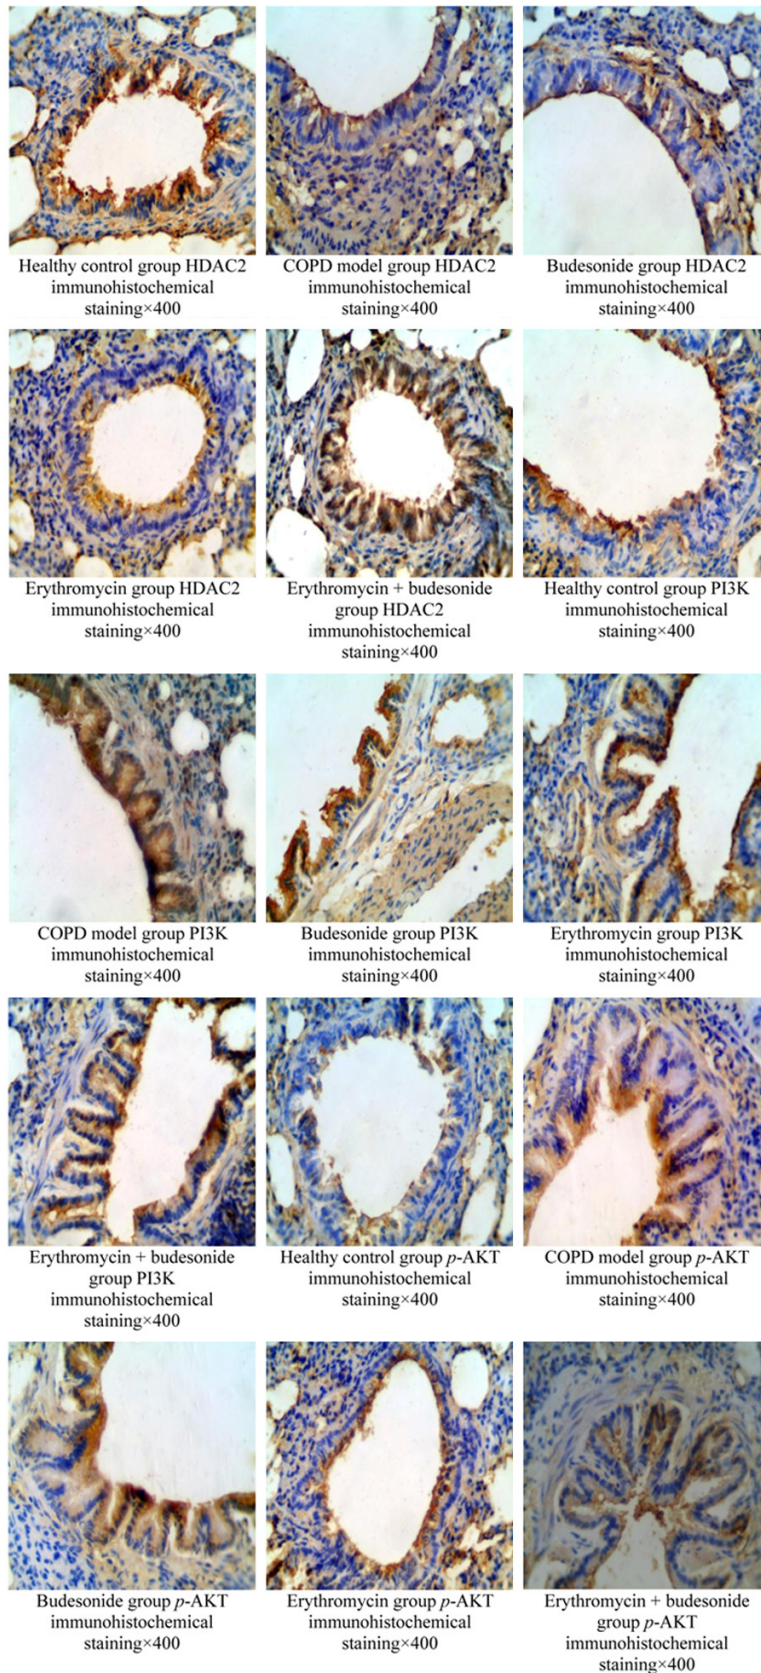 Healthy control group HDAC2
immunohistochemical
staining×400
COPD model group HDAC2
immunohistochemical
staining×400
Budesonide group HDAC2
immunohistochemical
staining×400
Erythromycin group HDAC2
immunohistochemical
staining×400
Erythromycin + budesonide
group HDAC2
immunohistochemical
staining×400
Healthy control group PI3K
immunohistochemical
staining×400
COPD model group PI3K
immunohistochemical
staining×400
Budesonide group PI3K
immunohistochemical
staining×400
Erythromycin group PI3K
immunohistochemical
staining×400
Erythromycin + budesonide
group PI3K
immunohistochemical
staining×400
Healthy control group p-AKT
immunohistochemical
staining×400
COPD model group p-AKT
immunohistochemical
staining×400
Budesonide group p-AKT
immunohistochemical
staining×400
Erythromycin group p-AKT
immunohistochemical
staining×400
Erythromycin + budesonide
group p-AKT
immunohistochemical
staining×400